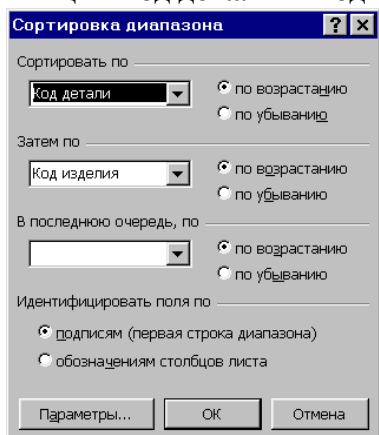 Сортировка диапазона
Сортировать по
Код детали
по возрастанию
по убыванию
Затем по
Код изделия
по возрастанию
по убыванию
В последнюю очередь, по
по возрастанию
по убыванию
Идентифицировать поля по
подписям (первая строка диапазона)
обозначениям столбцов листа
Параметры... ОК Отмена